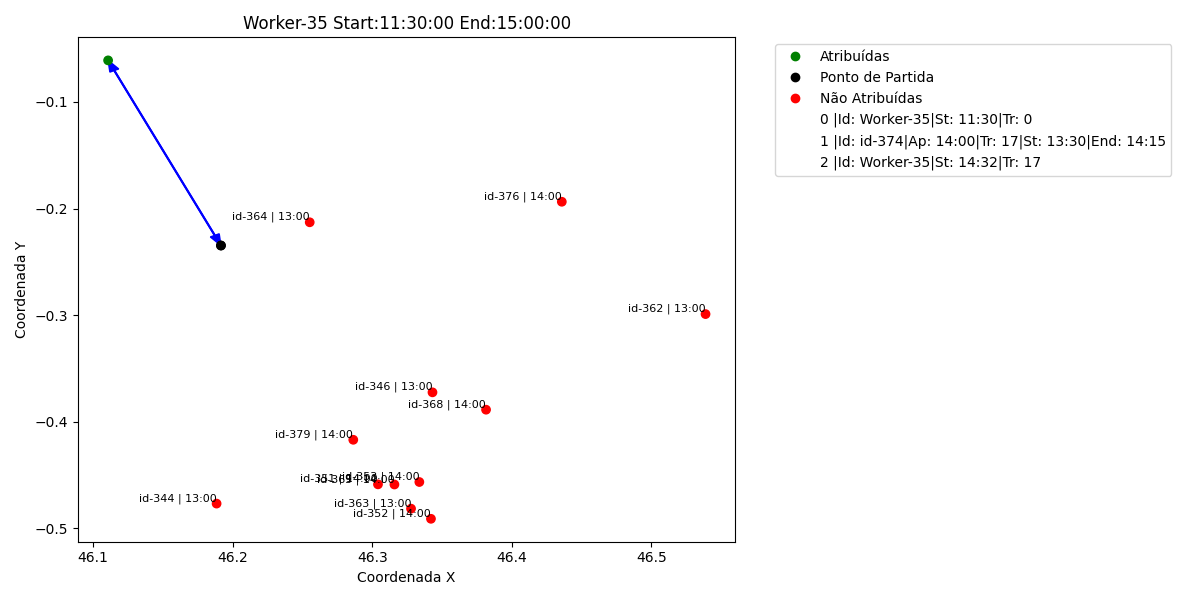 Worker-35 Start:11:30:00 End:15:00:00
Atribuídas
Ponto de Partida
Não Atribuídas
0 |Id: Worker-35|St: 11:30|Tr: 0
1 |Id: id-374|Ap: 14:00|Tr: 17|St: 13:30|End: 14:15
2 |Id: Worker-35|St: 14:32|Tr: 17
Coordenada Y
−0.1
−0.2
−0.3
−0.4
−0.5
id-376 | 14:00
id-364 | 13:00
id-362 | 13:00
id-346 | 13:00
id-368 | 14:00
id-379 | 14:00
14:00
id-344 | 13:00
id-363 | 13:00
id-352 | 14:00
46.1
46.2
46.3
46.4
46.5
Coordenada X